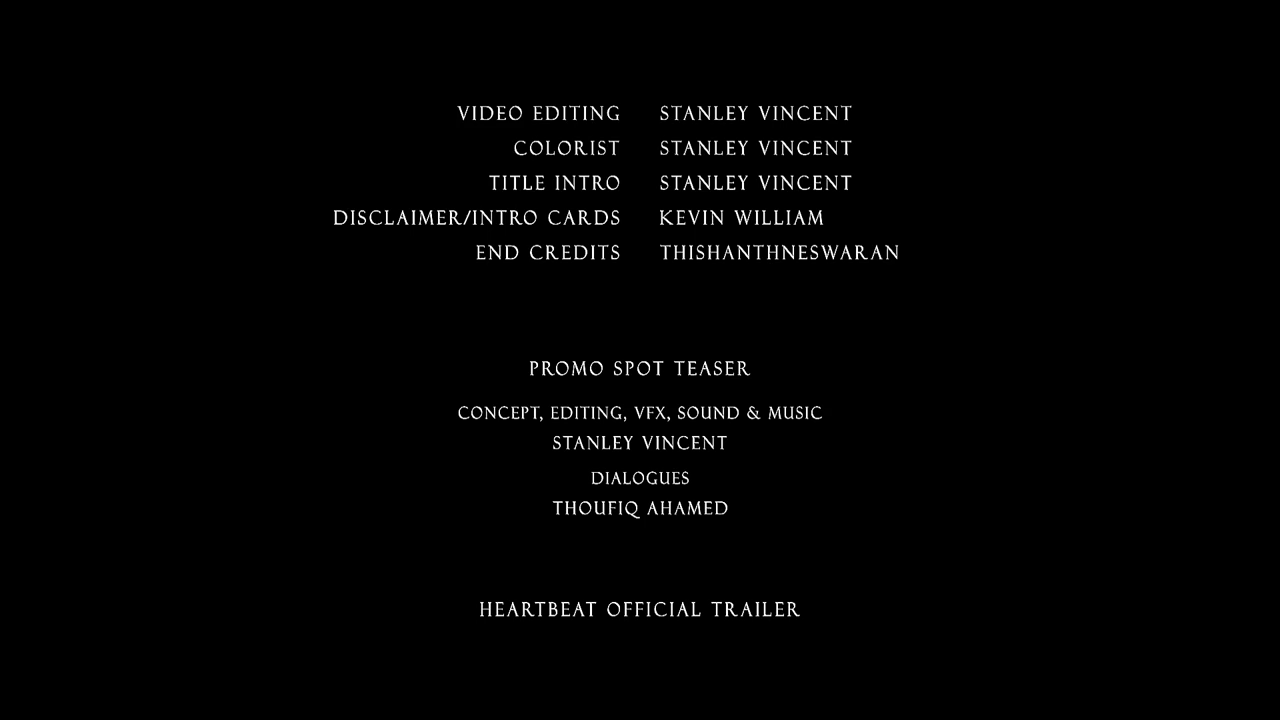 VIDEO EDITING STANLEY VINCENT
COLORIST STANLEY VINCENT
TITLE INTRO STANLEY VINCENT
DISCLAIMER/INTRO CARDS KEVIN WILLIAM
END CREDITS THISHANTHNESWARAN
PROMO SPOT TEASER
CONCEPT, EDITING, VFX, SOUND & MUSIC
STANLEY VINCENT
DIALOGUES
THOUFIQ AHAMED
HEARTBEAT OFFICIAL TRAILER